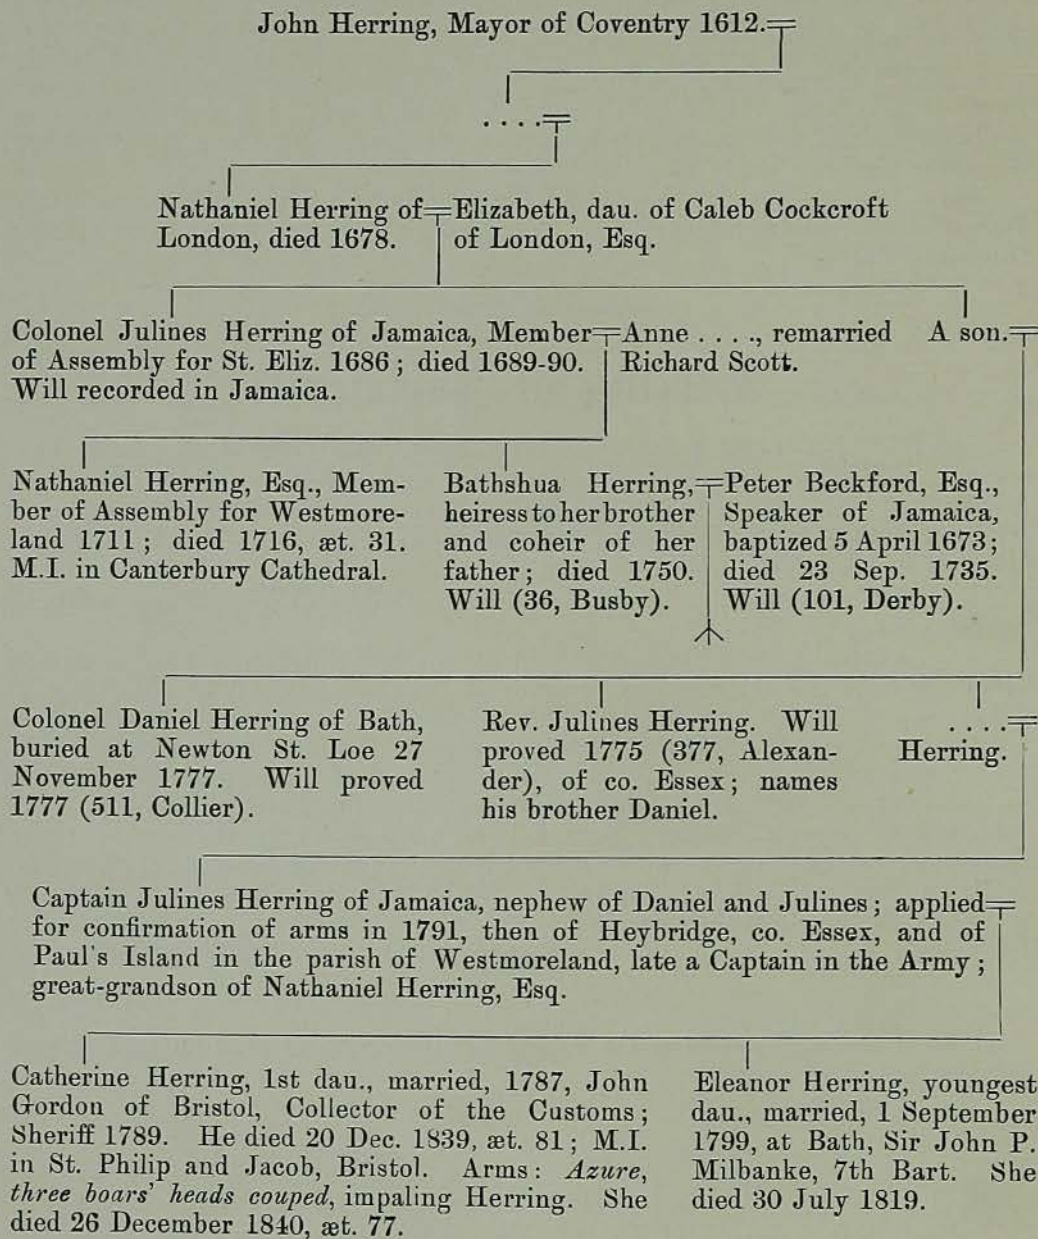 John Herring, Mayor of Coventry 1612.
. . . .
Nathaniel Herring of
London, died 1678.
Elizabeth, dau. of Caleb Cockcroft
of London, Esq.
Colonel Julines Herring of Jamaica, Member
of Assembly for St. Eliz. 1686 ; died 1689-90.
Will recorded in Jamaica.
Anne . . . ., remarried
Richard Scott.
A son.
Nathaniel Herring, Esq., Mem-
ber of Assembly for Westmore-
land 1711 ; died 1716, æt. 31.
M.I. in Canterbury Cathedral.
Bathshua Herring,
heiress to her brother
and coheir of her
father ; died 1750.
Will (36, Busby).
Peter Beckford, Esq.,
Speaker of Jamaica,
baptized 5 April 1673 ;
died 23 Sep. 1735.
Will (101, Derby).
Colonel Daniel Herring of Bath,
buried at Newton St. Loe 27
November 1777. Will proved
1777 (511, Collier).
Rev. Julines Herring. Will
proved 1775 (377, Alexan-
der), of co. Essex ; names
his brother Daniel.
. . . .
Herring.
Captain Julines Herring of Jamaica, nephew of Daniel and Julines ; applied
for confirmation of arms in 1791, then of Heybridge, co. Essex, and of
Paul's Island in the parish of Westmoreland, late a Captain in the Army ;
great-grandson of Nathaniel Herring, Esq.
Catherine Herring, 1st dau., married, 1787, John
Gordon of Bristol, Collector of the Customs ;
Sheriff 1789. He died 20 Dec. 1839, æt. 81 ; M.I.
in St. Philip and Jacob, Bristol. Arms : Azure,
three boars' heads couped, impaling Herring. She
died 26 December 1840, æt. 77.
Eleanor Herring, youngest
dau., married, 1 September
1799, at Bath, Sir John P.
Milbanke, 7th Bart. She
died 30 July 1819.